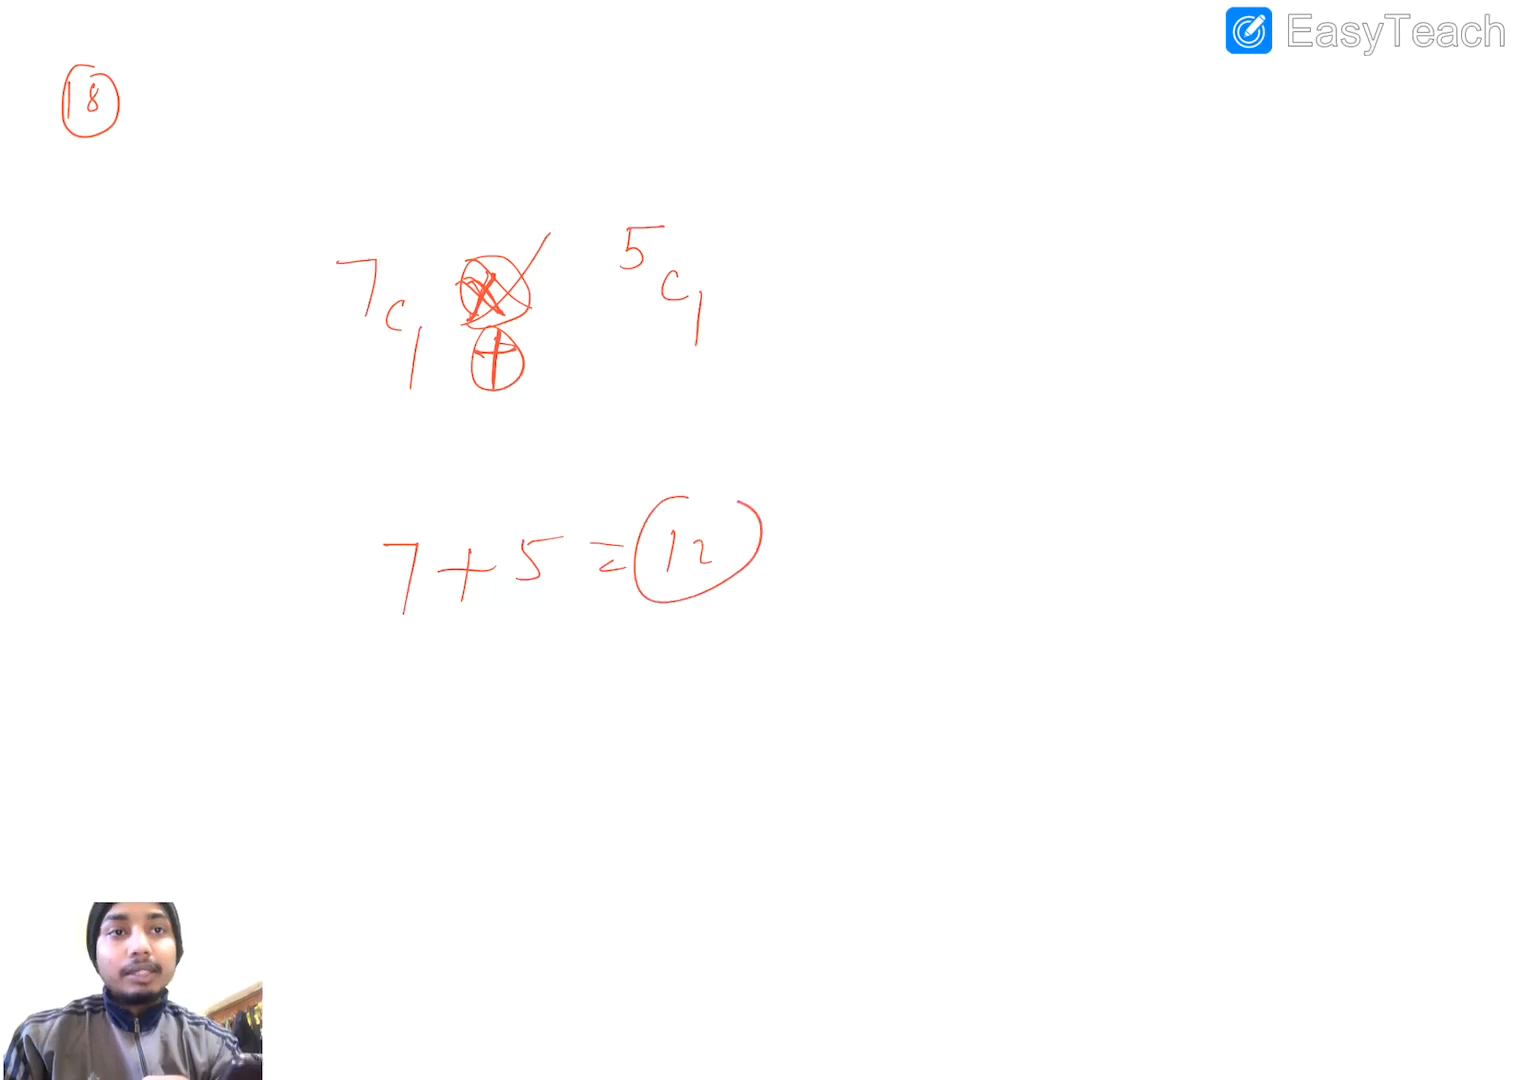 EasyTeach
18
7c1 × + 5c1
7 + 5 = 12